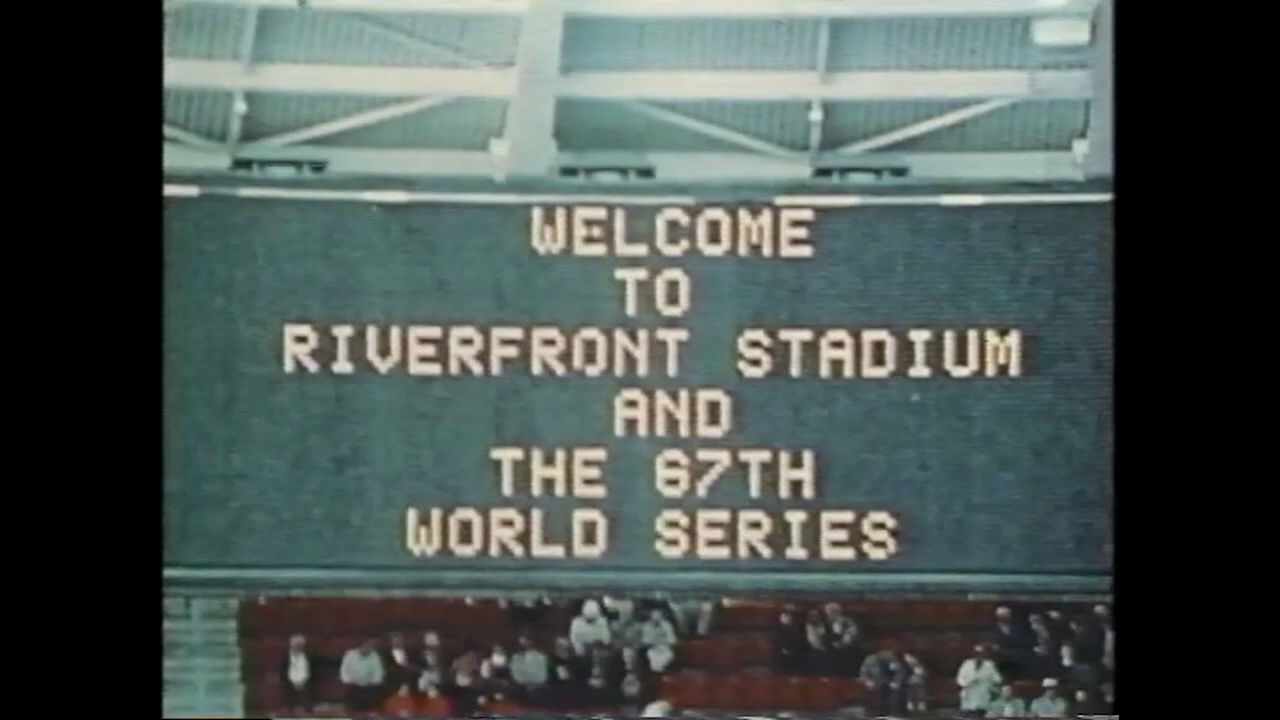 WELCOME
TO
RIVERFRONT STADIUM
AND
THE 67TH
WORLD SERIES